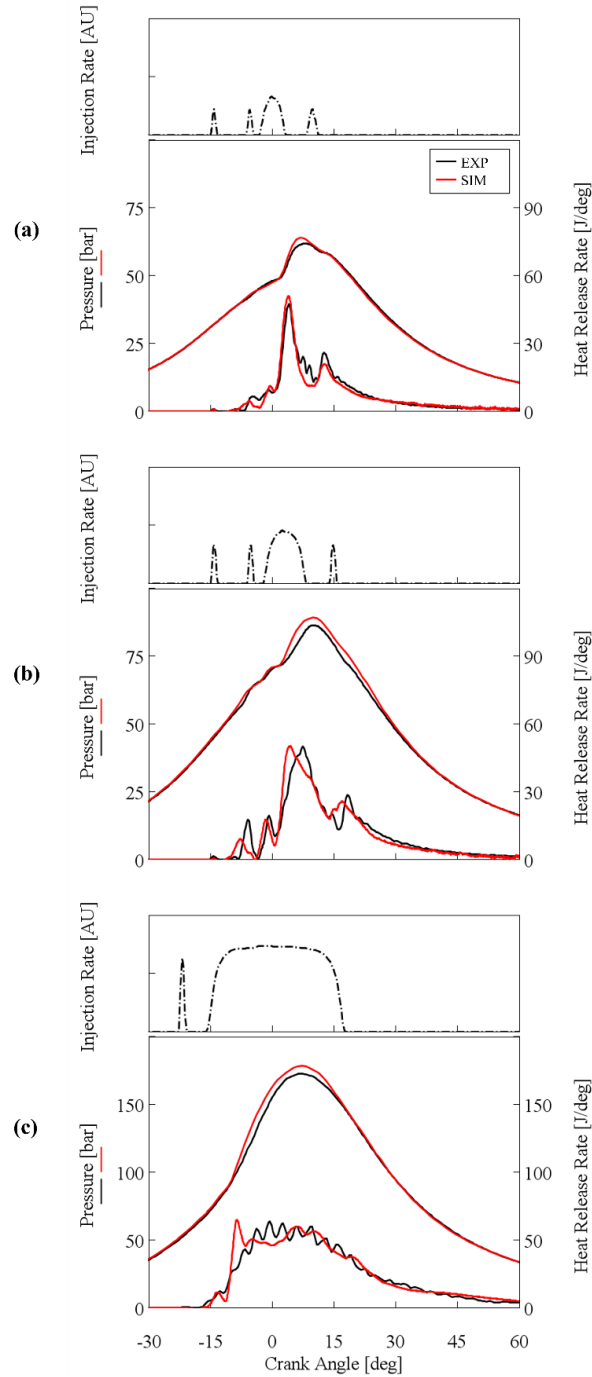 Injection Rate [AU]
(a)
EXP
SIM
Pressure [bar]
75
50
25
0
90
60
30
0
Heat Release Rate [J/deg]
Injection Rate [AU]
(b)
Pressure [bar]
75
50
25
0
90
60
30
0
Heat Release Rate [J/deg]
Injection Rate [AU]
(c)
Pressure [bar]
150
100
50
0
150
100
50
0
Heat Release Rate [J/deg]
-30 -15 0 15 30 45 60
Crank Angle [deg]